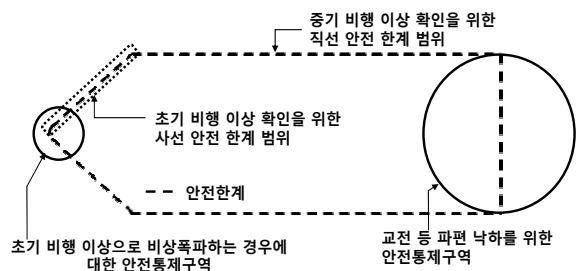 중기 비행 이상 확인을 위한
직선 안전 한계 범위
초기 비행 이상 확인을 위한
사선 안전 한계 범위
안전한계
초기 비행 이상으로 비상폭파하는 경우에
대한 안전통제구역
교전 등 파편 낙하를 위한
안전통제구역